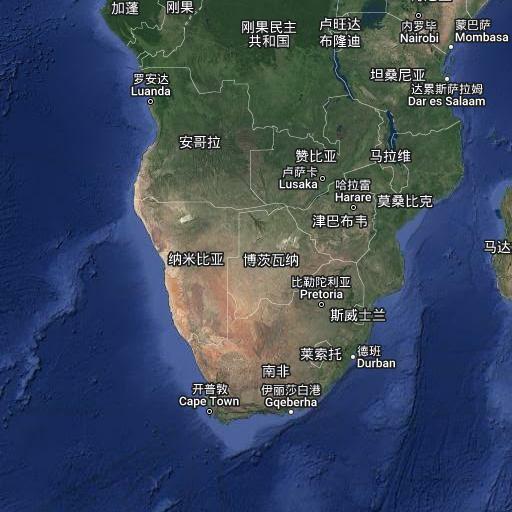 加蓬
刚果
刚果民主
共和国
卢旺达
布隆迪
内罗毕
Nairobi
蒙巴萨
Mombasa
坦桑尼亚
达累斯萨拉姆
Dar es Salaam
罗安达
Luanda
安哥拉
赞比亚
马拉维
卢萨卡
Lusaka
哈拉雷
Harare
莫桑比克
津巴布韦
马达
纳米比亚
博茨瓦纳
比勒陀利亚
Pretoria
斯威士兰
莱索托
德班
Durban
南非
开普敦
Cape Town
伊丽莎白港
Gqeberha